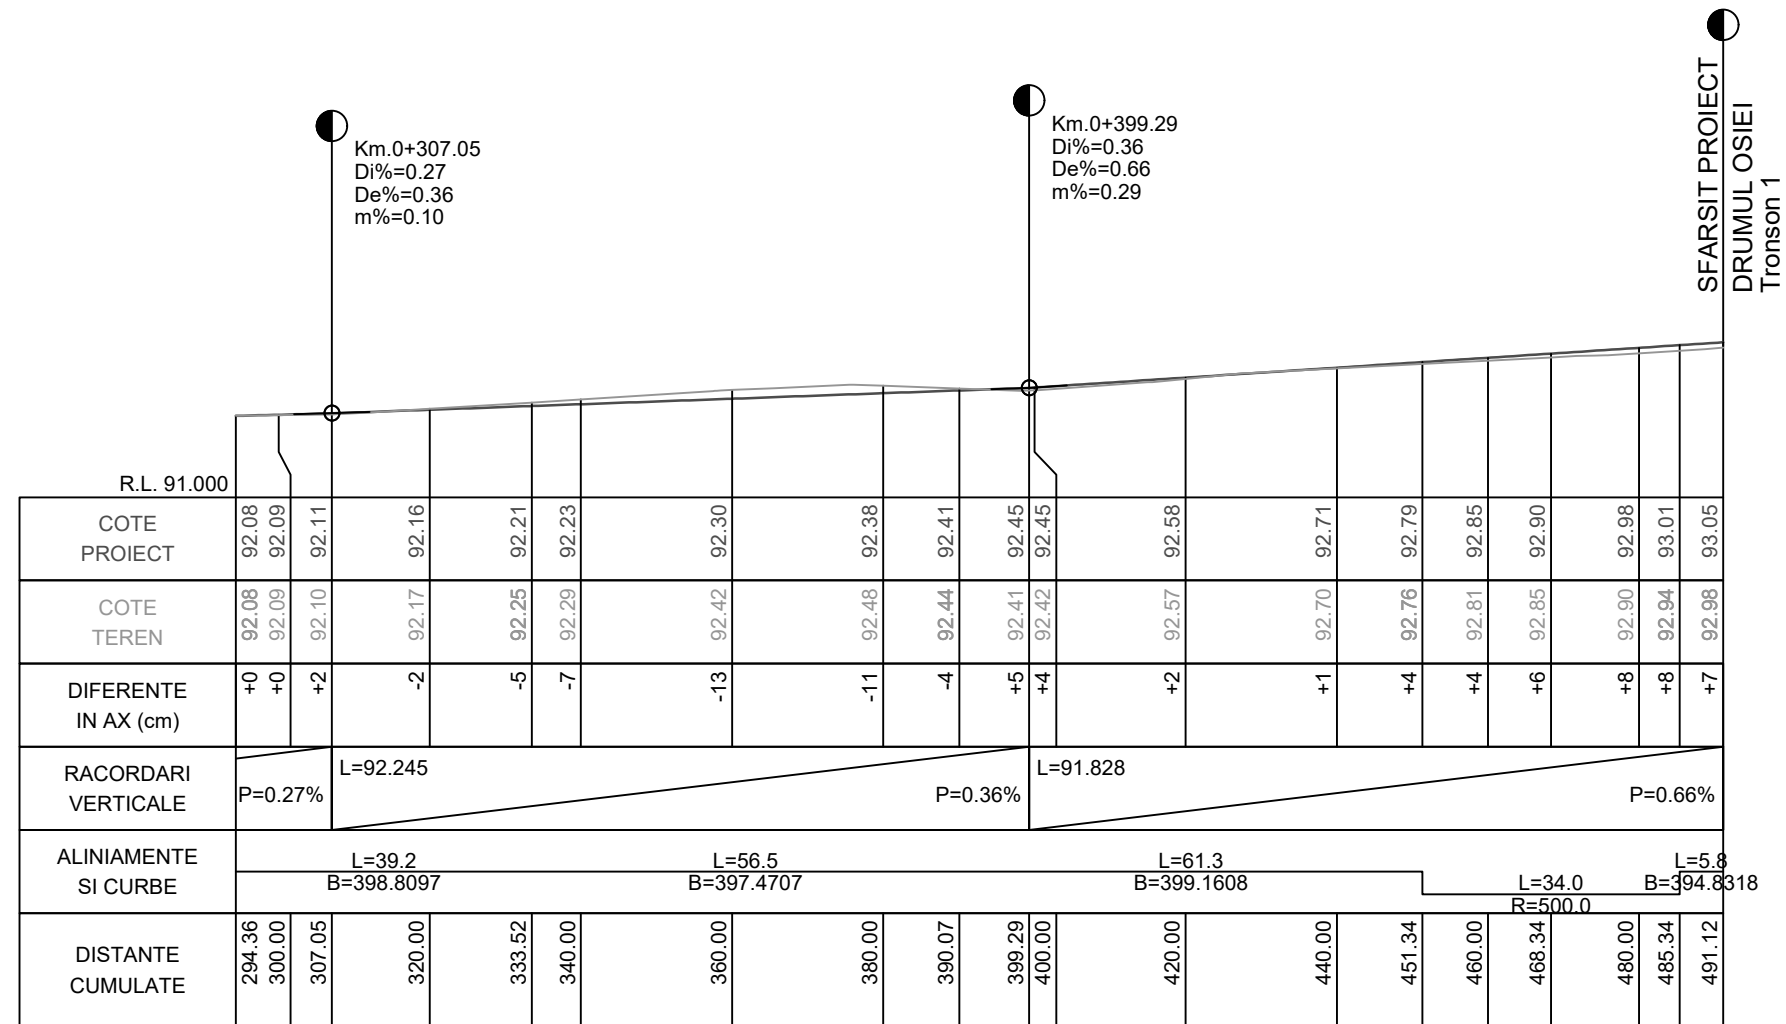 Km.0+307.05
Di%=0.27
De%=0.36
m%=0.10
Km.0+399.29
Di%=0.36
De%=0.66
m%=0.29
SFARSIT PROIECT
DRUMUL OSIEI
Tronson 1
R.L. 91.000
COTE
PROIECT
92.08 92.09 92.11 92.16 92.21 92.23 92.30 92.38 92.41 92.45 92.45 92.58 92.71 92.79 92.85 92.90 92.98 93.01 93.05
COTE
TEREN
92.08 92.09 92.10 92.17 92.25 92.29 92.42 92.48 92.44 92.41 92.42 92.57 92.70 92.76 92.81 92.85 92.90 92.94 92.98
DIFERENTE
IN AX (cm)
+0 +0 +2 -2 -5 -7 -13 -11 -4 +5 +4 +2 +1 +4 +4 +6 +8 +8 +7
RACORDARI
VERTICALE
P=0.27%
L=92.245
P=0.36%
L=91.828
P=0.66%
ALINIAMENTE
SI CURBE
L=39.2
B=398.8097
L=56.5
B=397.4707
L=61.3
B=399.1608
L=34.0
R=500.0
L=5.8
B=394.8318
DISTANTE
CUMULATE
294.36 300.00 307.05 320.00 333.52 340.00 360.00 380.00 390.07 399.29 400.00 420.00 440.00 451.34 460.00 468.34 480.00 485.34 491.12